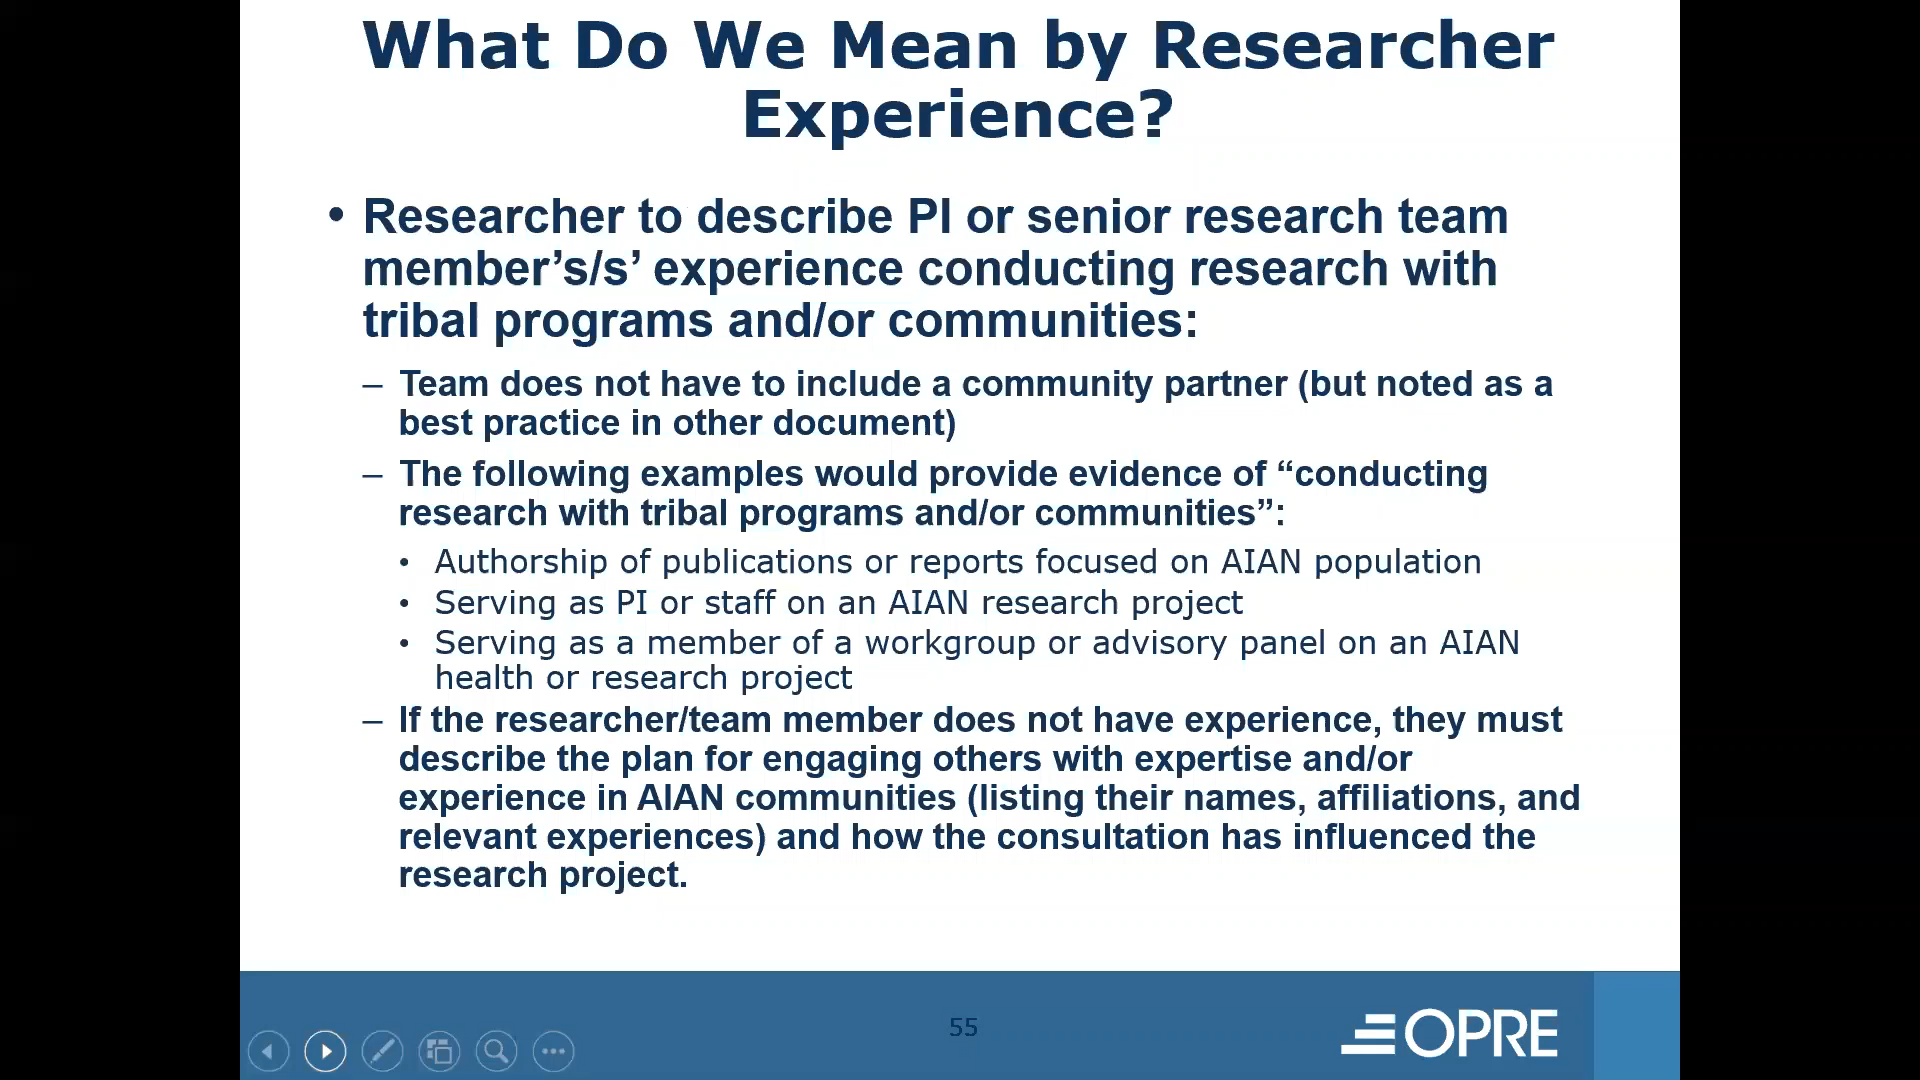 What Do We Mean by Researcher
Experience?
• Researcher to describe PI or senior research team
member’s/s’ experience conducting research with
tribal programs and/or communities:
– Team does not have to include a community partner (but noted as a
best practice in other document)
– The following examples would provide evidence of “conducting
research with tribal programs and/or communities”:
• Authorship of publications or reports focused on AIAN population
• Serving as PI or staff on an AIAN research project
• Serving as a member of a workgroup or advisory panel on an AIAN
health or research project
– If the researcher/team member does not have experience, they must
describe the plan for engaging others with expertise and/or
experience in AIAN communities (listing their names, affiliations, and
relevant experiences) and how the consultation has influenced the
research project.
55
OPRE